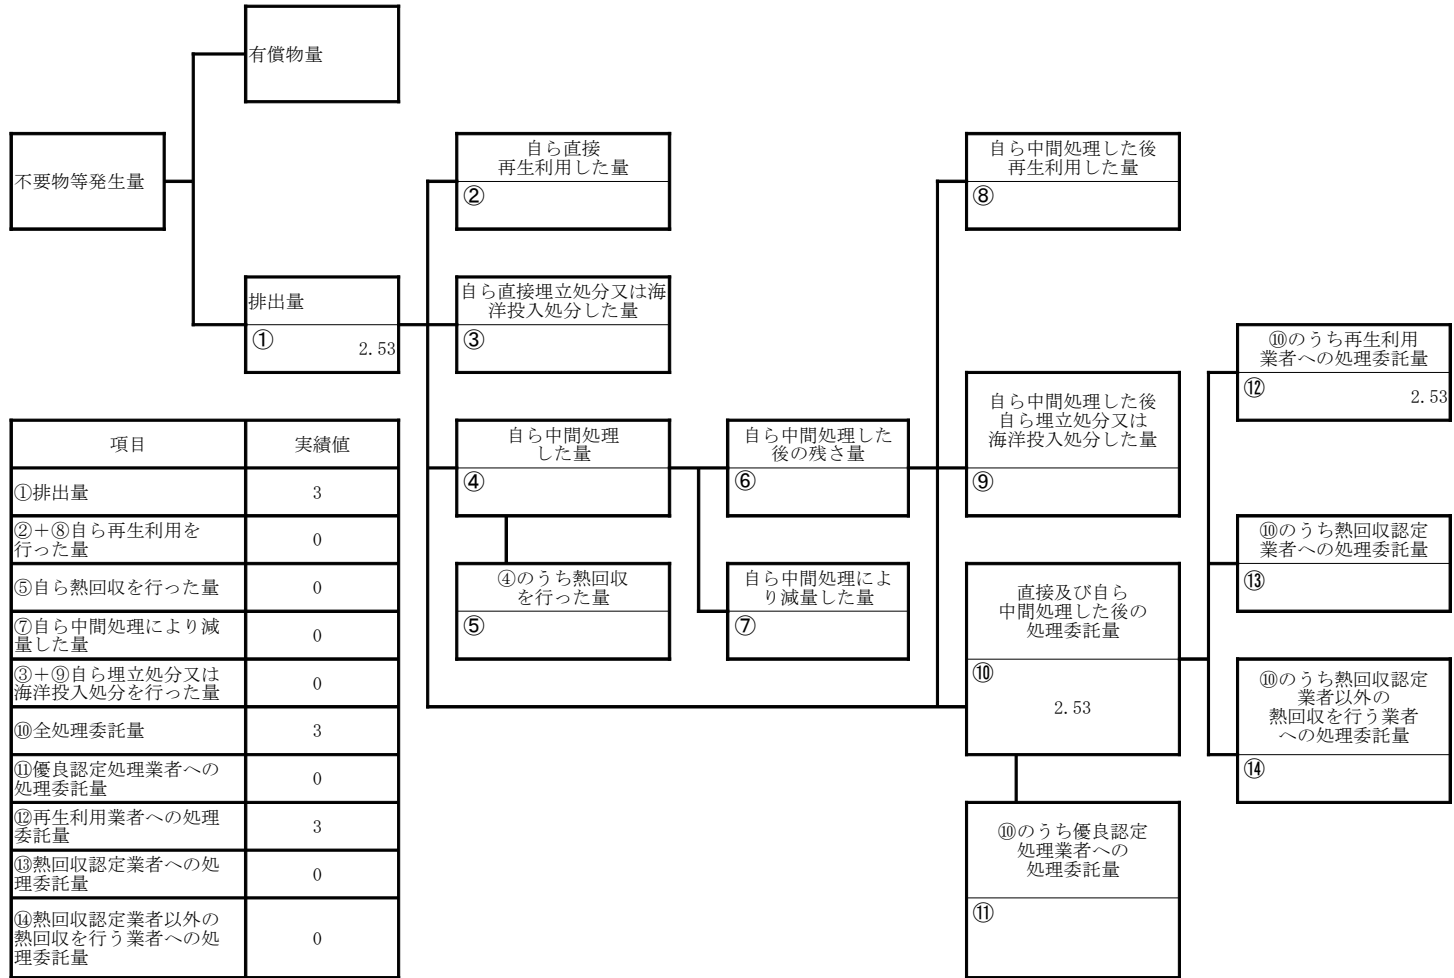 有償物量
不要物等発生量
排出量
①
2.53
自ら直接
再生利用した量
②
自ら直接埋立処分又は海
洋投入処分した量
③
自ら中間処理
した量
④
④のうち熱回収
を行った量
⑤
自ら中間処理した
後の残さ量
⑥
自ら中間処理によ
り減量した量
⑦
自ら中間処理した後
再生利用した量
⑧
自ら中間処理した後
自ら埋立処分又は
海洋投入処分した量
⑨
直接及び自ら
中間処理した後の
処理委託量
⑩
2.53
⑩のうち優良認定
処理業者への
処理委託量
⑪
⑩のうち再生利用
業者への処理委託量
⑫
2.53
⑩のうち熱回収認定
業者への処理委託量
⑬
⑩のうち熱回収認定
業者以外の
熱回収を行う業者
への処理委託量
⑭
項目 実績値
①排出量 3
②+⑧自ら再生利用を
行った量 0
⑤自ら熱回収を行った量 0
⑦自ら中間処理により減
量した量 0
③+⑨自ら埋立処分又は
海洋投入処分を行った量 0
⑩全処理委託量 3
⑪優良認定処理業者への
処理委託量 0
⑫再生利用業者への処理
委託量 3
⑬熱回収認定業者への処
理委託量 0
⑭熱回収認定業者以外の
熱回収を行う業者への処 0
理委託量